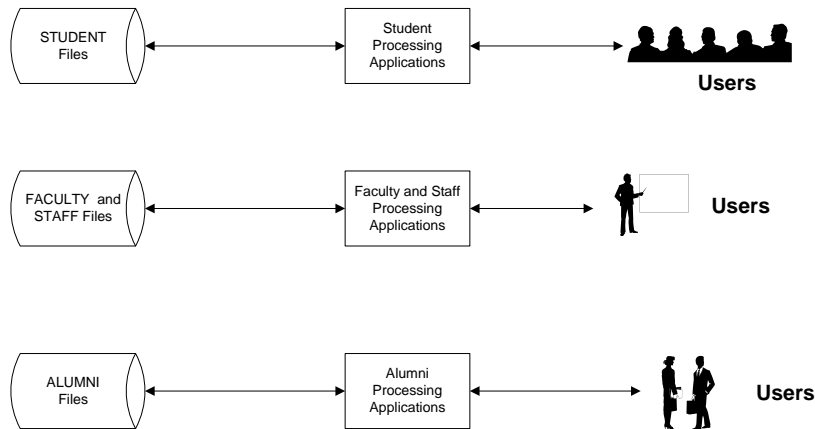 STUDENT
Files
Student
Processing
Applications
Users
FACULTY and
STAFF Files
Faculty and Staff
Processing
Applications
Users
ALUMNI
Files
Alumni
Processing
Applications
Users